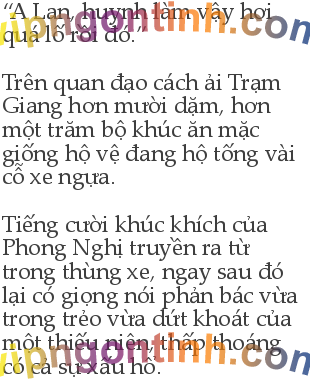 “A Lan, huynh làm vậy hơi
quá lố rồi đó.”
Trên quan đạo cách ải Trạm
Giang hơn mười dặm, hơn
một trăm bộ khúc ăn mặc
giống hộ vệ đang hộ tống vài
cỗ xe ngựa.
Tiếng cười khúc khích của
Phong Nghị truyền ra từ
trong thùng xe, ngay sau đó
lại có giọng nói phản bác vừa
trong trẻo vừa dứt khoát của
một thiếu niên, thấp thoáng
có cả sự xấu hổ.
vipngontinh.com
vipngontinh.com